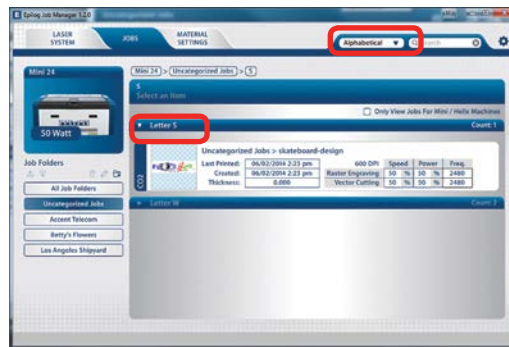 Epilog Job Manager 1.2.0
LASER SYSTEM
JOBS
MATERIAL SETTINGS
Alphabetical
Search
Mini 24
50 Watt
Mini 24 > Uncategorized Jobs > S
S
Select an Item
Only View Jobs For Mini / Helix Machines
Letter S Count: 1
CO2
Uncategorized Jobs > skateboard-design
Last Printed: 06/02/2014 2:23 pm 600 DPI Speed Power Freq.
Created: 06/02/2014 2:23 pm Raster Engraving 50 % 50 % 2480
Thickness: 0.000 Vector Cutting 50 % 50 % 2480
Letter W Count: 2
Job Folders
All Job Folders
Uncategorized Jobs
Accent Telecom
Betty's Flowers
Los Angeles Shipyard